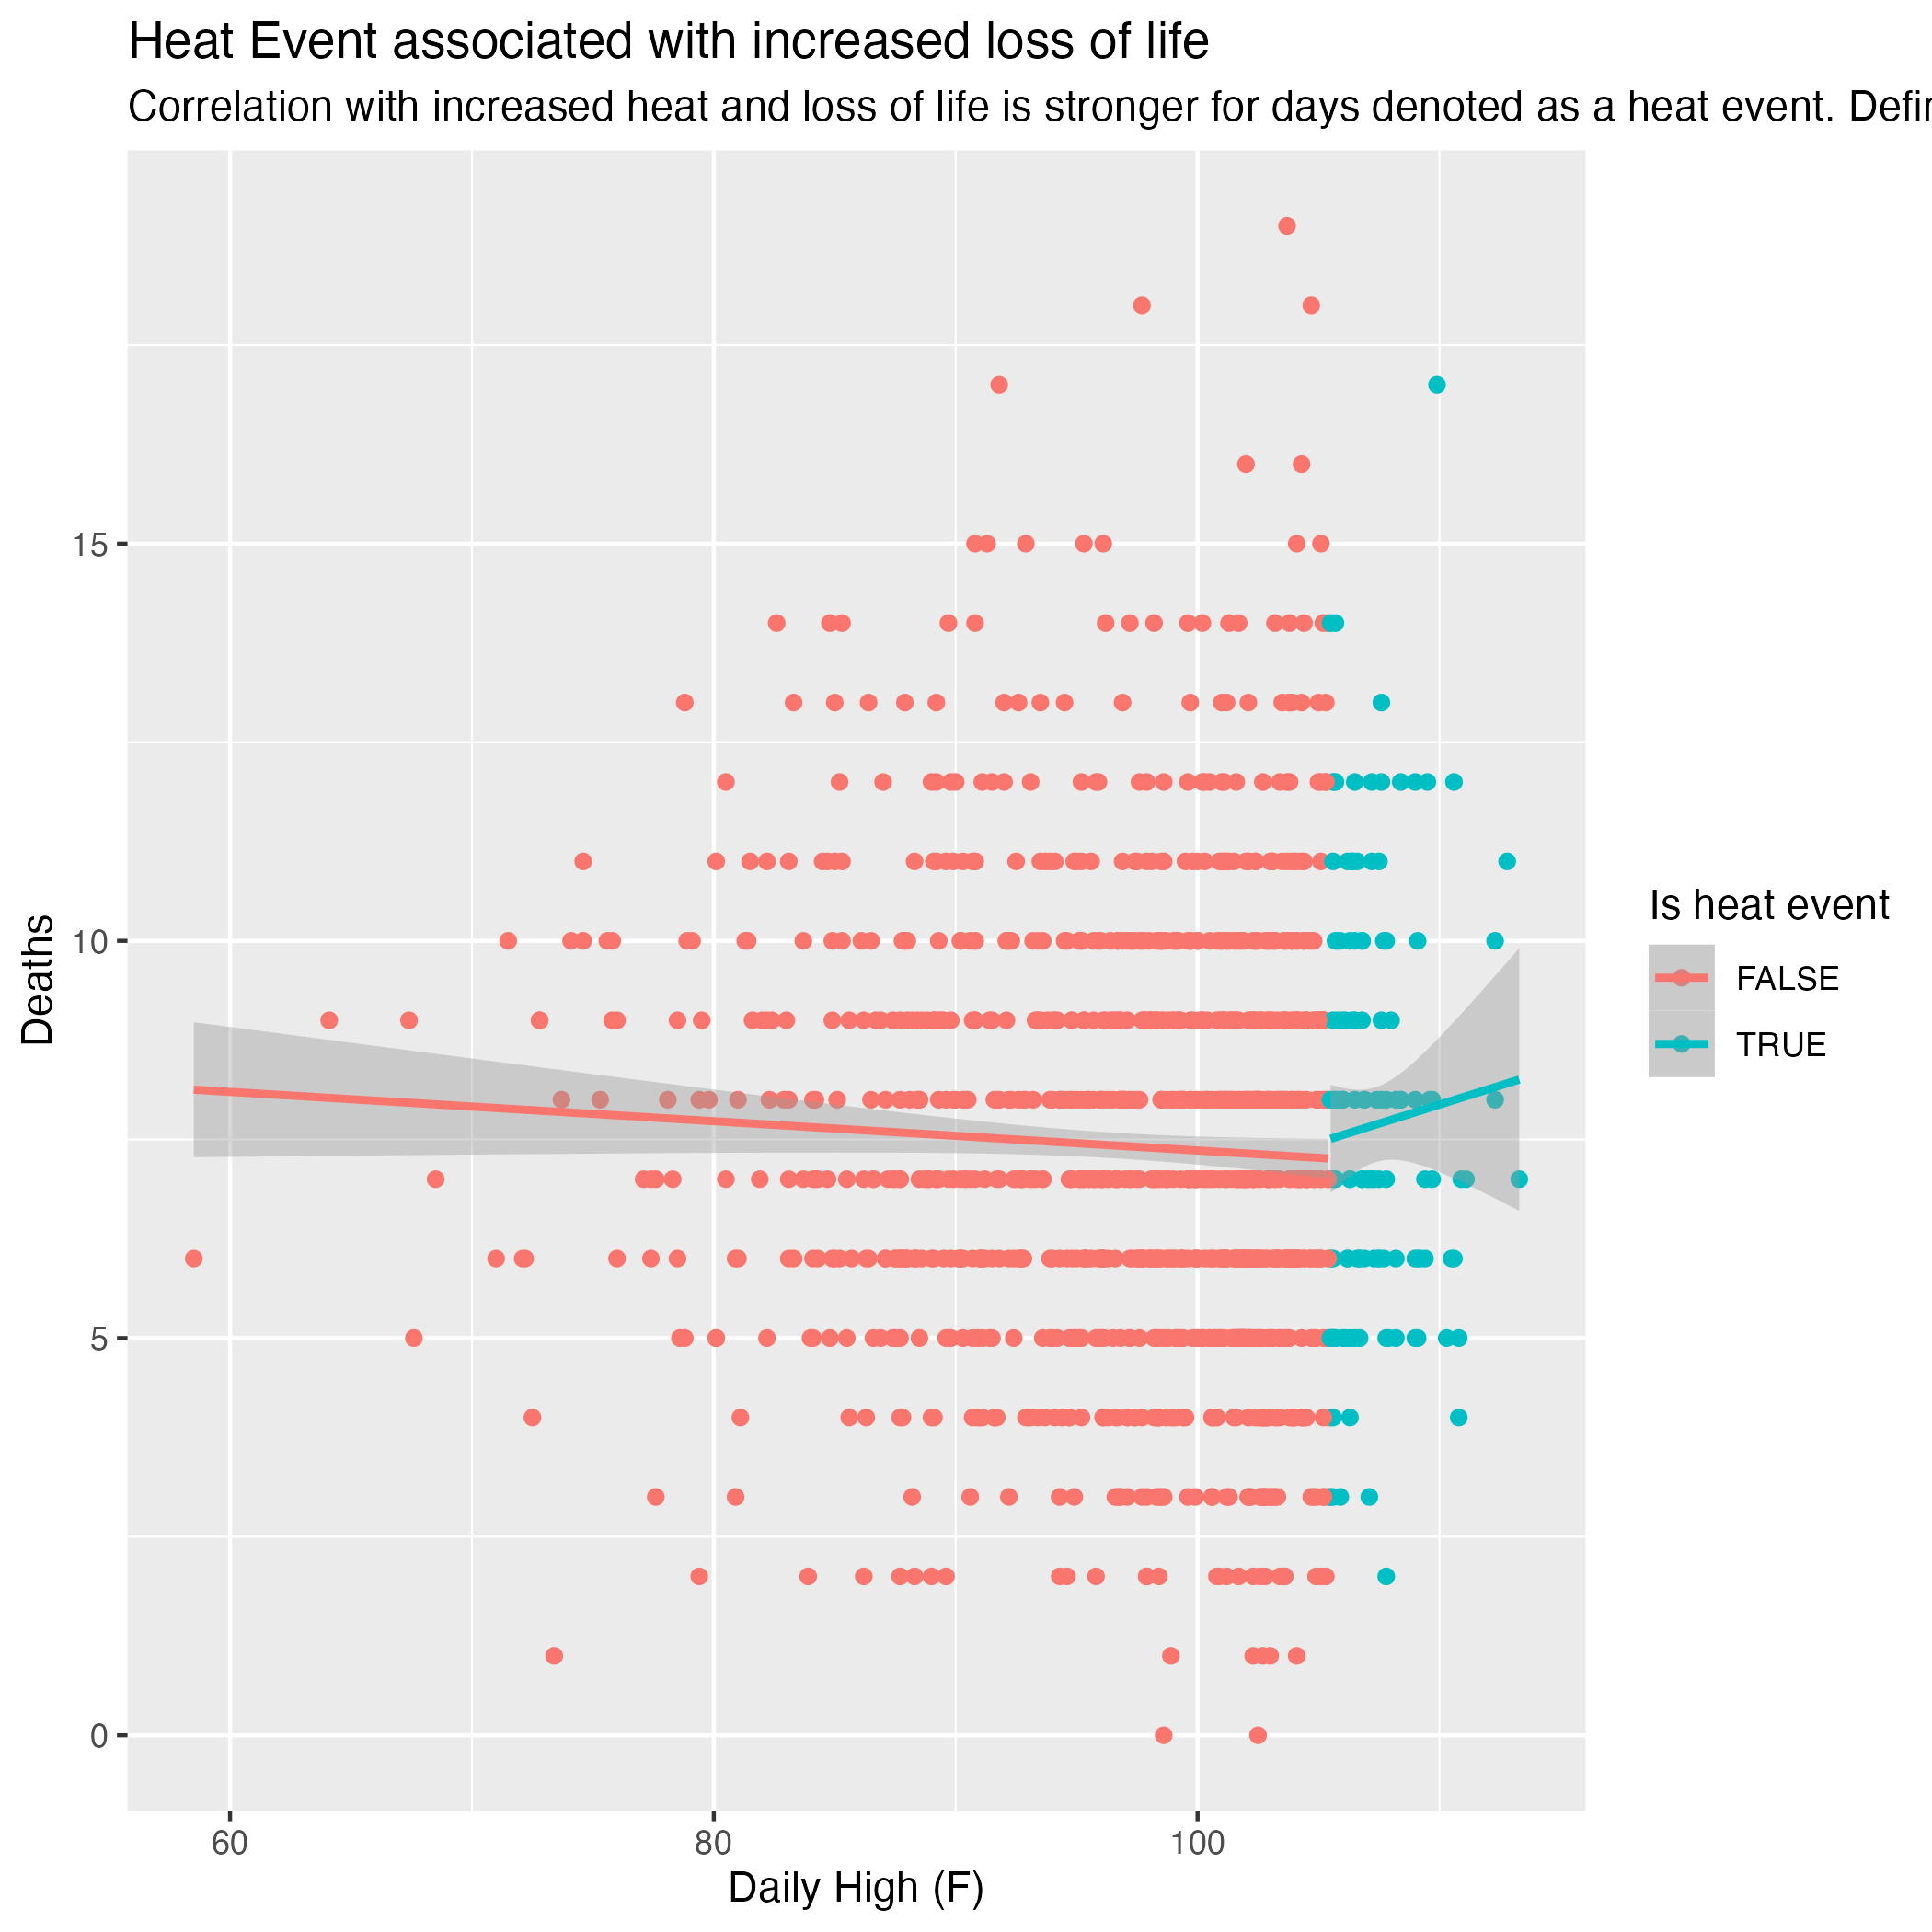 Heat Event associated with increased loss of life
Correlation with increased heat and loss of life is stronger for days denoted as a heat event.
15
10
5
0
Deaths
60
80
100
Daily High (F)
Is heat event
FALSE
TRUE